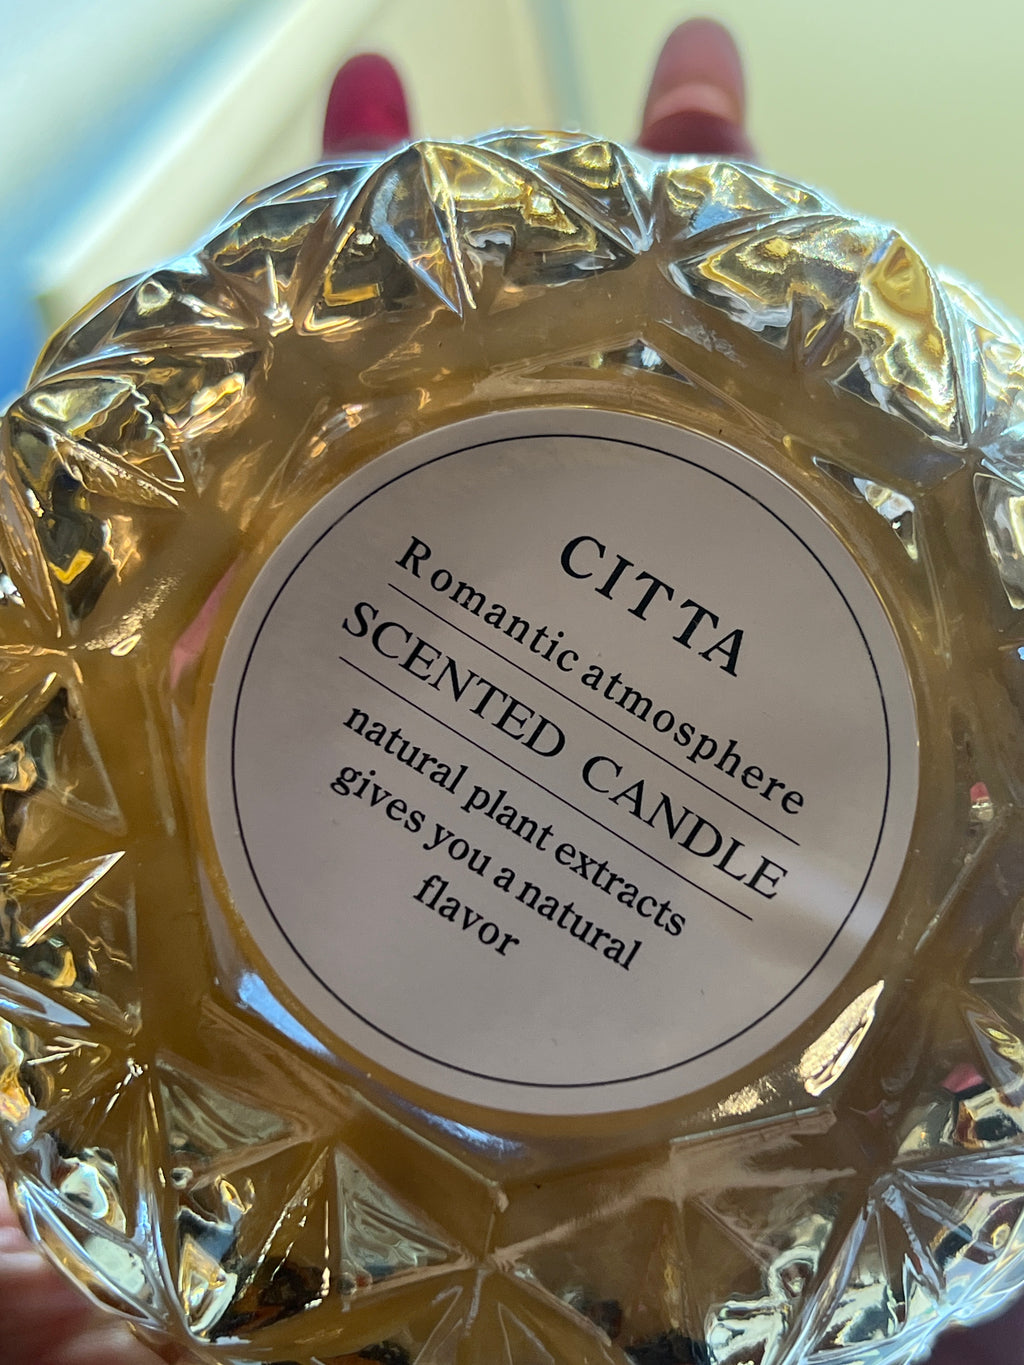 CITTA
Romantic atmosphere
SCENTED CANDLE
natural plant extracts
gives you a natural
flavor